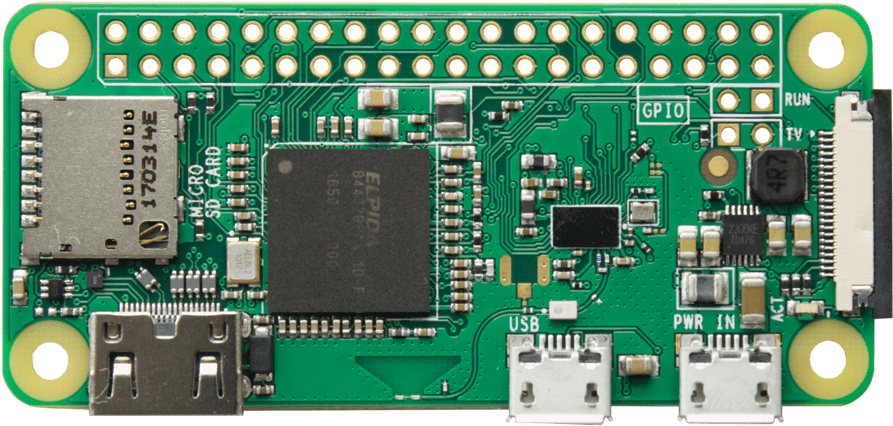 GPIO
RUN
TV
170314E
MICRO
SD CARD
ELPIDA
4R7
USB
PWR IN
ACT